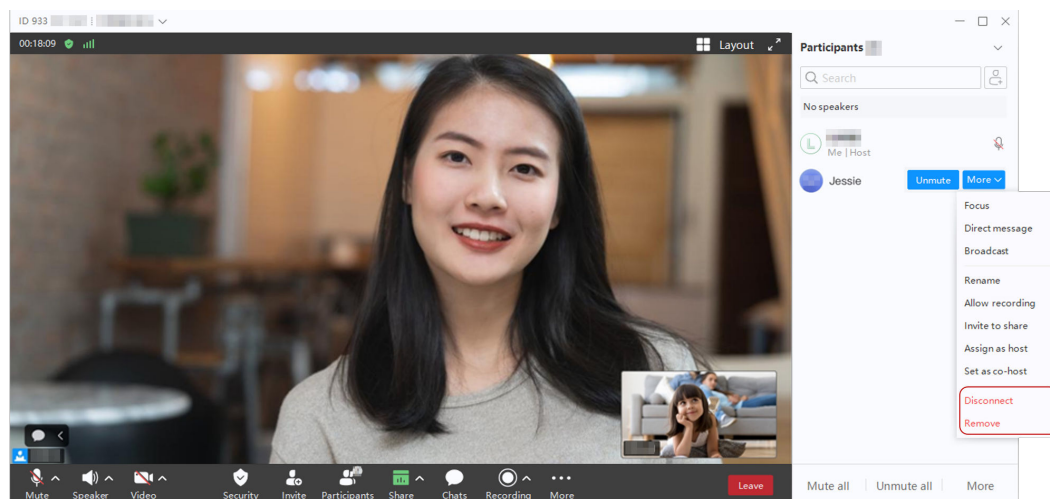 ID 933
00:18:09
Layout
Participants
Search
No speakers
L
Me | Host
Jessie
Unmute
More
Focus
Direct message
Broadcast
Rename
Allow recording
Invite to share
Assign as host
Set as co-host
Disconnect
Remove
Mute
Speaker
Video
Security
Invite
Participants
Share
Chats
Recording
More
Leave
Mute all
Unmute all
More